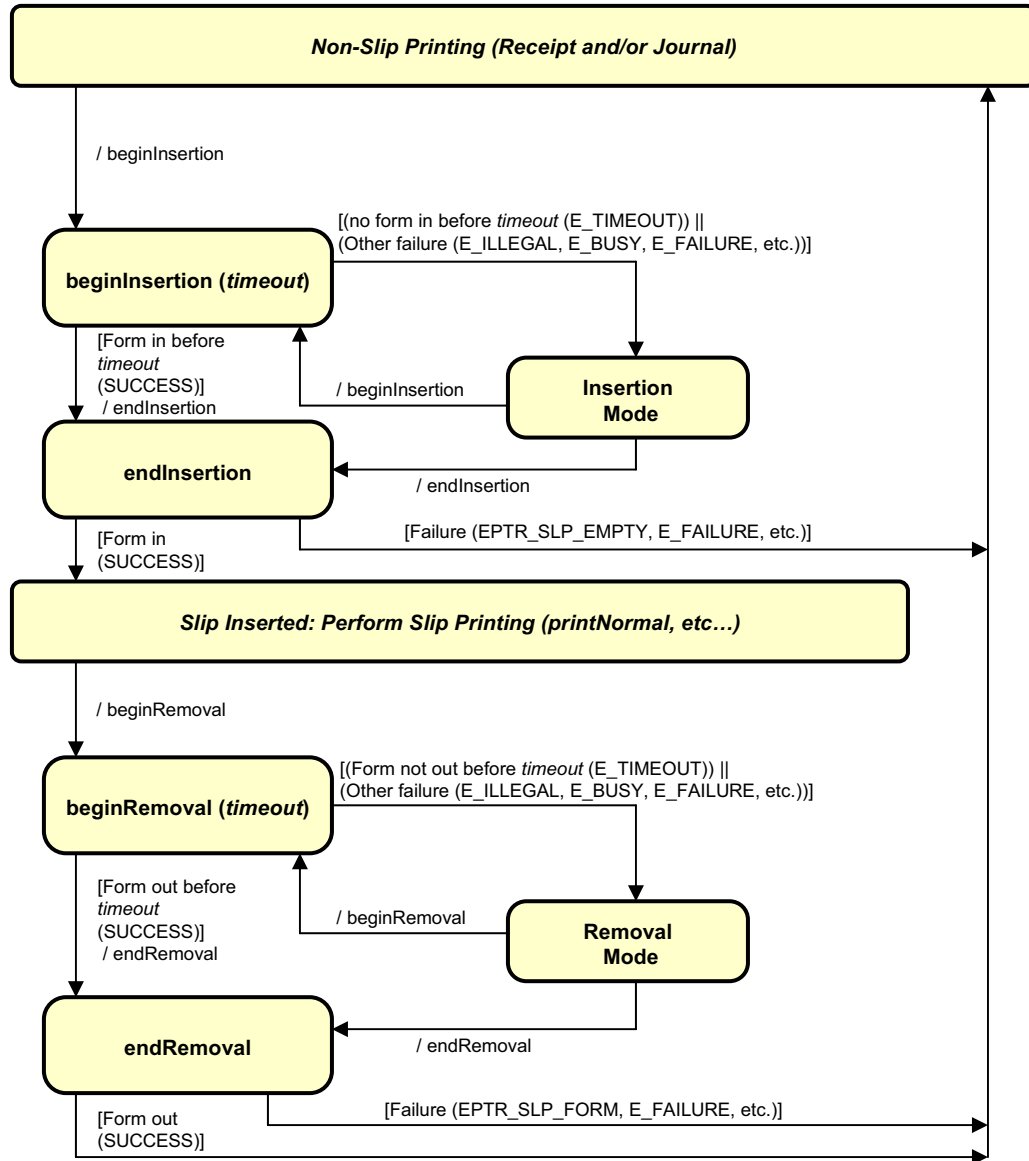 Non-Slip Printing (Receipt and/or Journal)
/ beginInsertion
[(no form in before timeout (E_TIMEOUT)) ||
(Other failure (E_ILLEGAL, E_BUSY, E_FAILURE, etc.))]
beginInsertion (timeout)
[Form in before
timeout
(SUCCESS)]
/ endInsertion
/ beginInsertion
Insertion
Mode
endInsertion
/ endInsertion
[Form in
(SUCCESS)]
[Failure (EPTR_SLP_EMPTY, E_FAILURE, etc.)]
Slip Inserted: Perform Slip Printing (printNormal, etc…)
/ beginRemoval
[(Form not out before timeout (E_TIMEOUT)) ||
(Other failure (E_ILLEGAL, E_BUSY, E_FAILURE, etc.))]
beginRemoval (timeout)
[Form out before
timeout
(SUCCESS)]
/ endRemoval
/ beginRemoval
Removal
Mode
endRemoval
/ endRemoval
[Form out
(SUCCESS)]
[Failure (EPTR_SLP_FORM, E_FAILURE, etc.)]